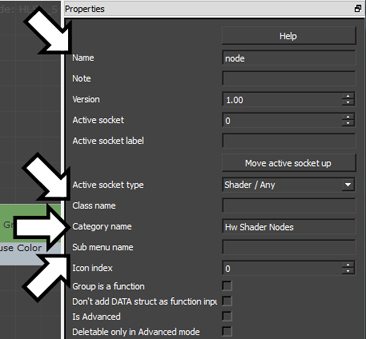 Properties
Help
Name node
Note
Version 1.00
Active socket 0
Active socket label
Move active socket up
Active socket type Shader / Any
Class name
Category name Hw Shader Nodes
Sub menu name
Icon index 0
Group is a function
Don't add DATA struct as function inpu
Is Advanced
Deletable only in Advanced mode
use Color